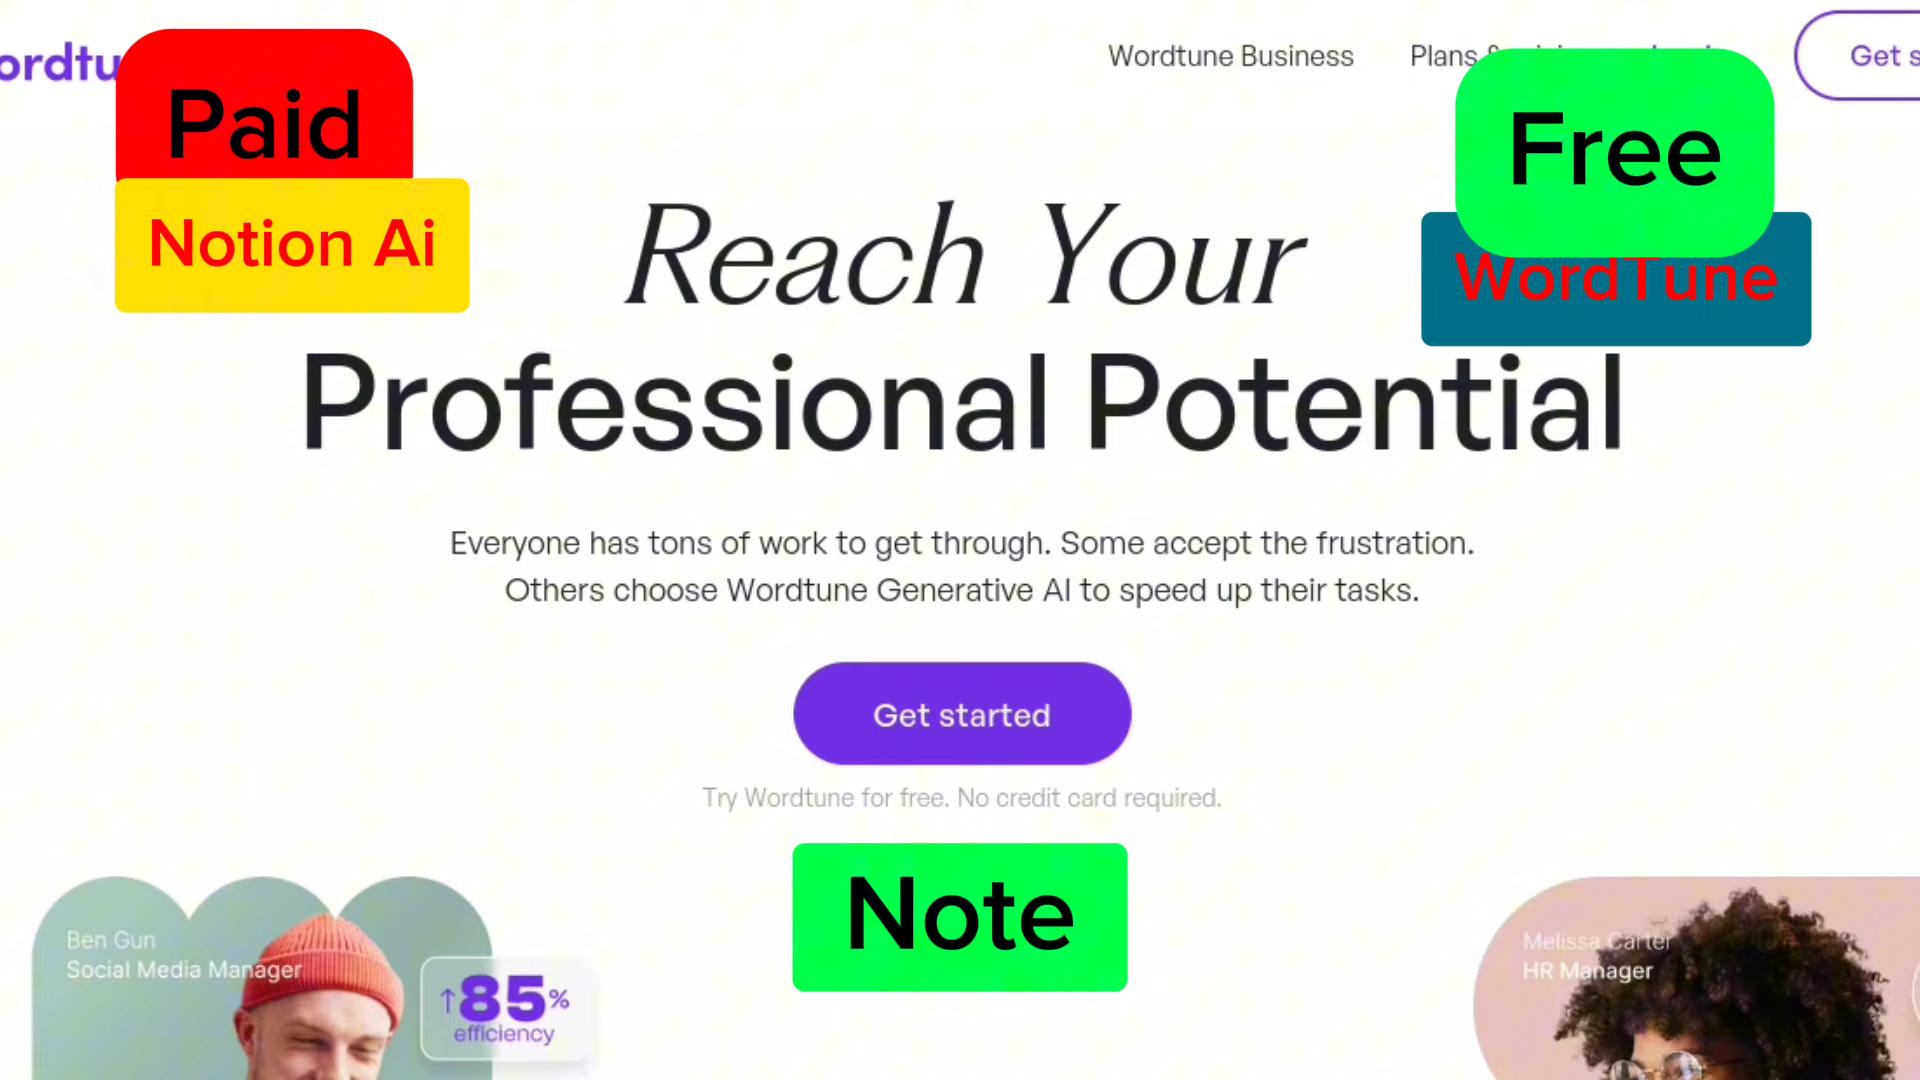 ordtu
Wordtune Business
Plans
Get s
Paid
Notion Ai
Free
WordTune
Reach Your
Professional Potential
Everyone has tons of work to get through. Some accept the frustration.
Others choose Wordtune Generative AI to speed up their tasks.
Get started
Try Wordtune for free. No credit card required.
Note
Ben Gun
Social Media Manager
↑85%
efficiency
Melissa Carter
HR Manager